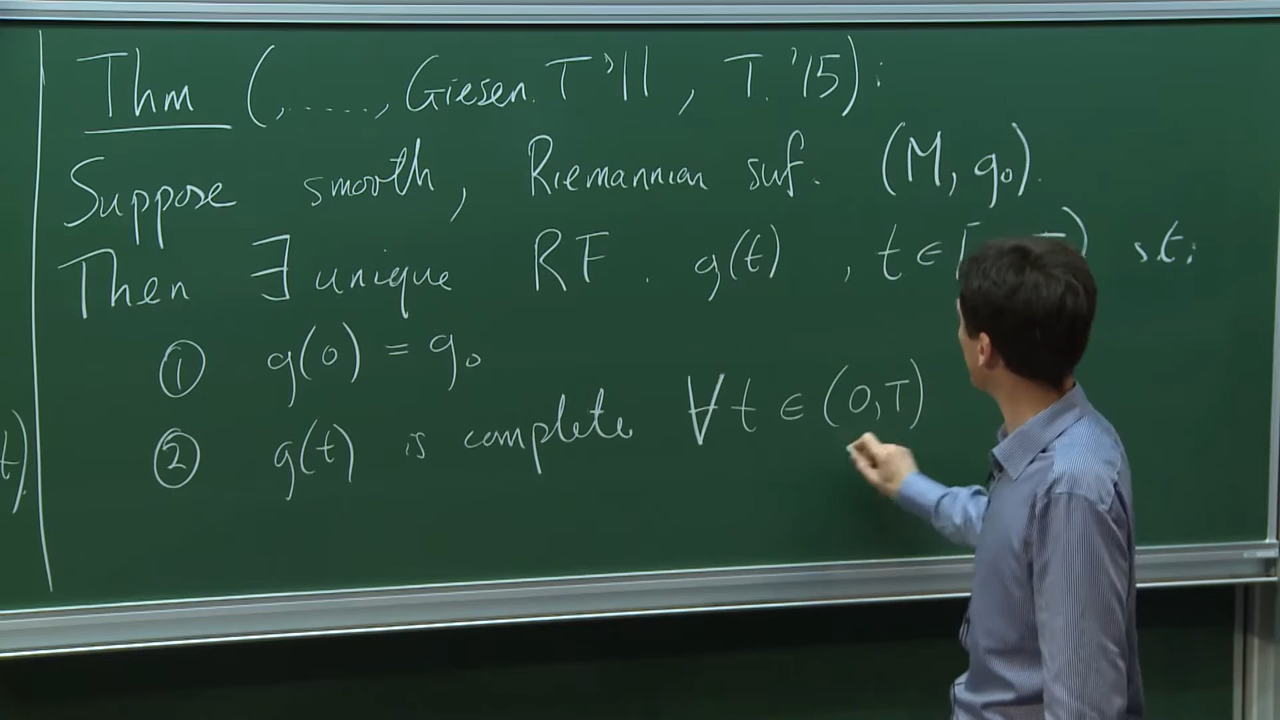 Thm (, ....., Giesen. T '11, T. '15):
Suppose smooth, Riemannian surf. (M, g₀).
Then ∃ unique RF. g(t), t ∈ [ ) st:
① g(0) = g₀
② g(t) is complete ∀ t ∈ (0,T)
t).